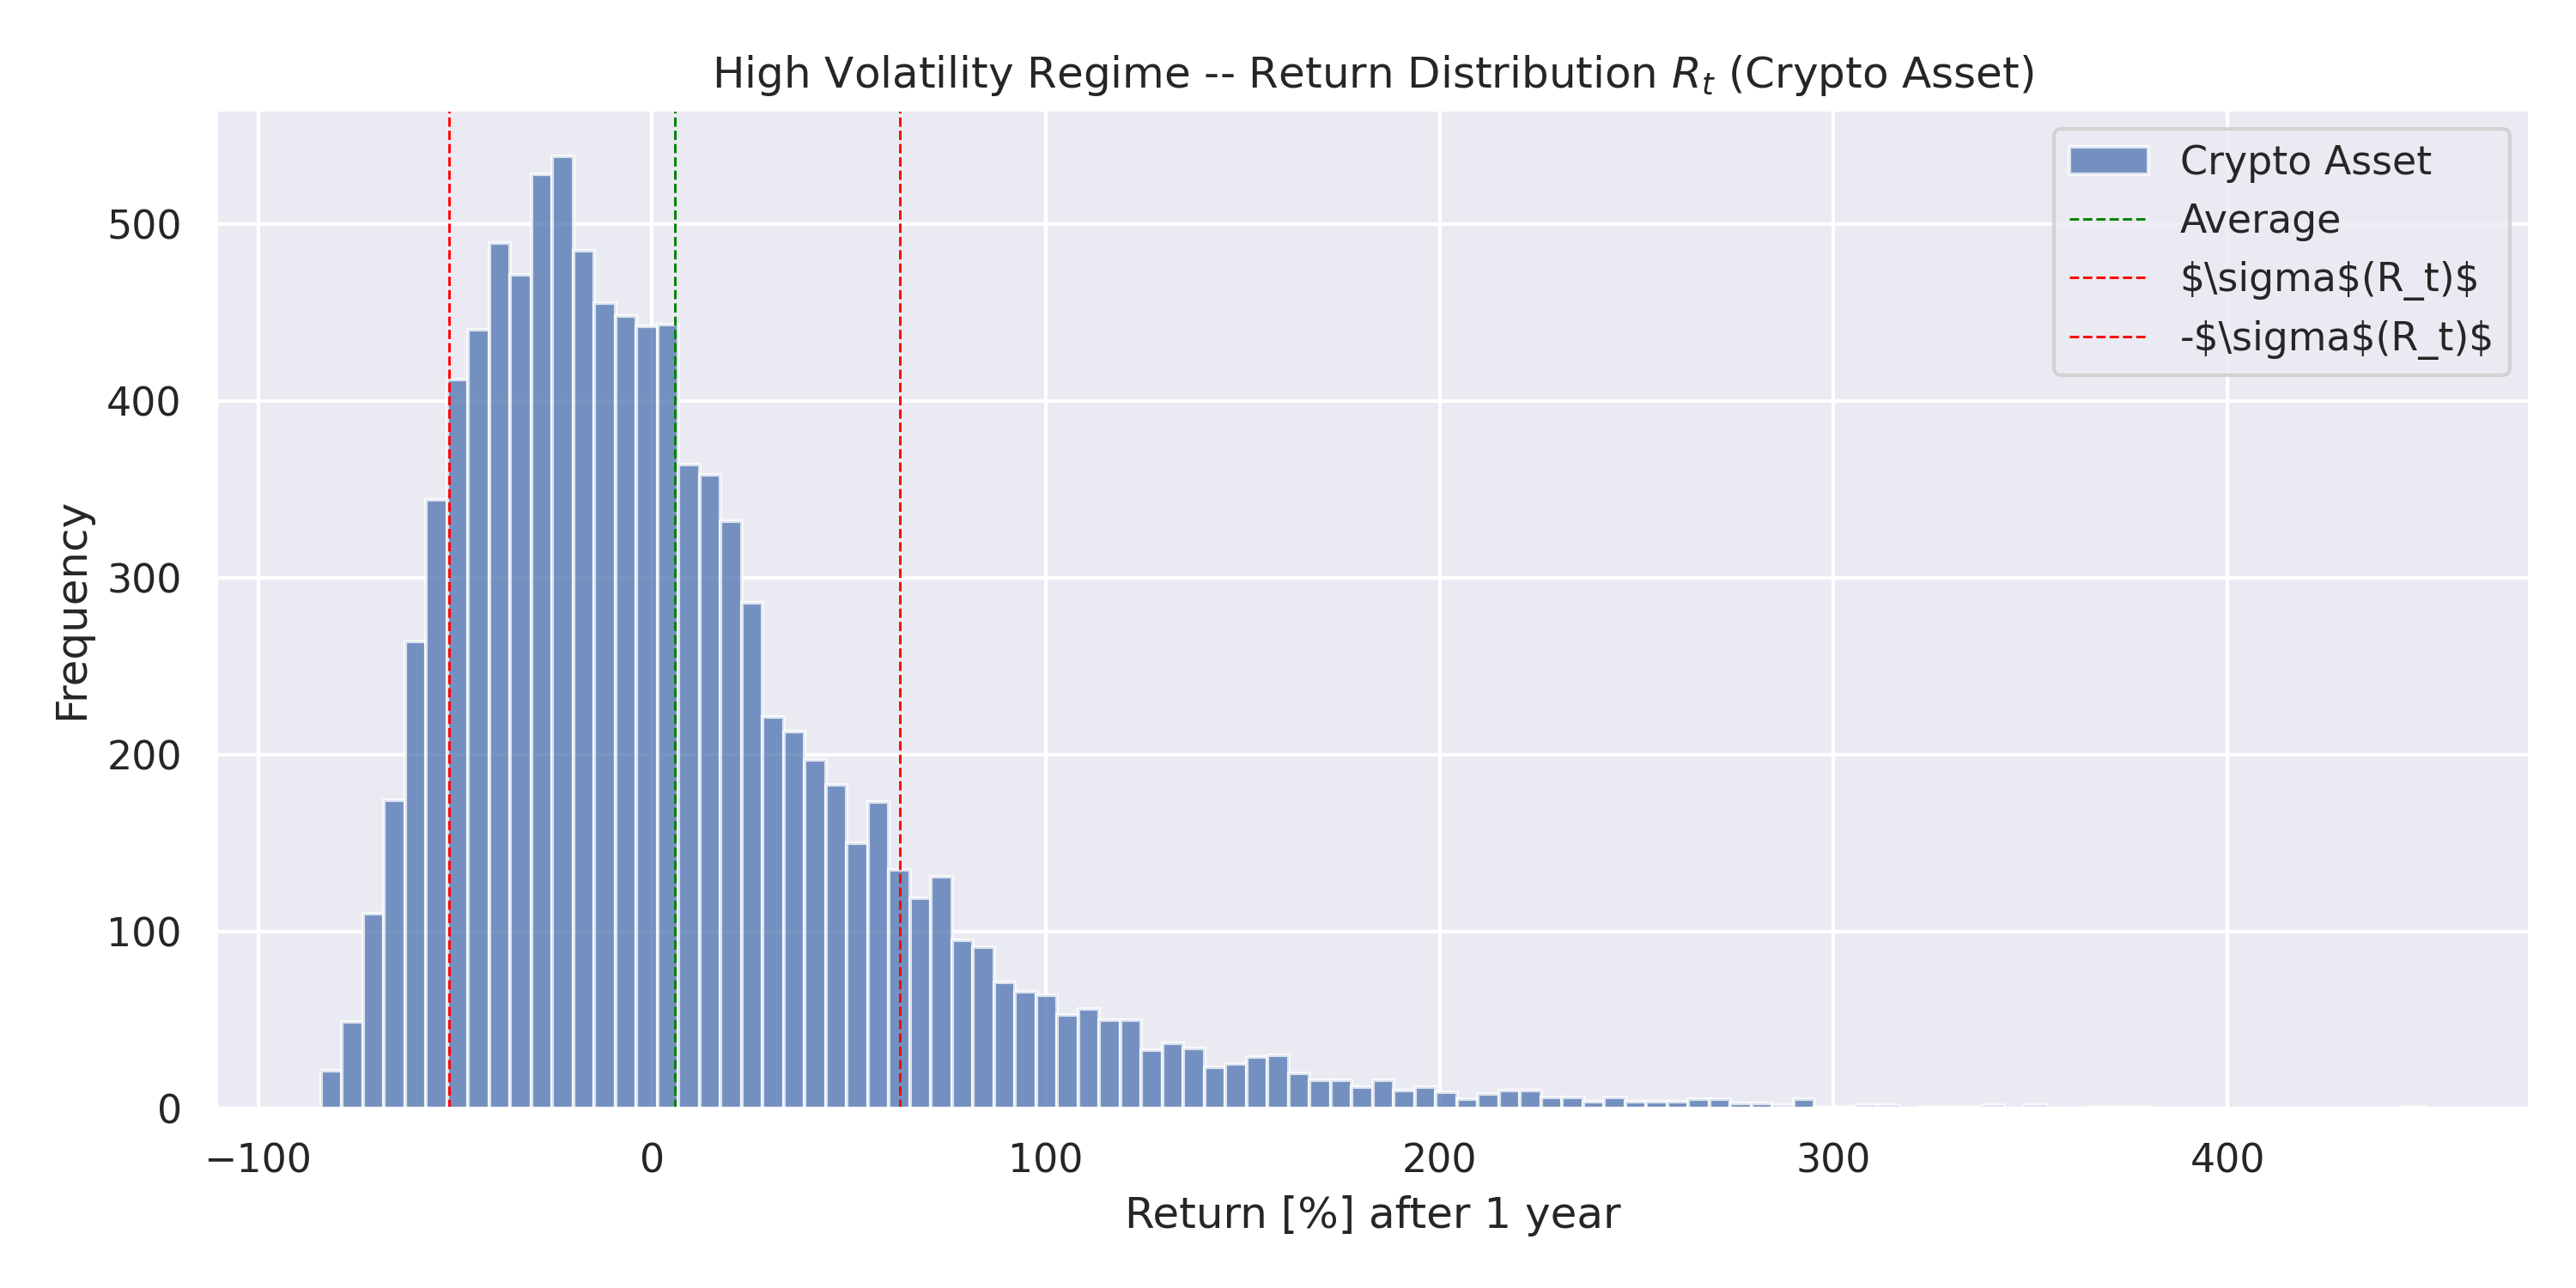 High Volatility Regime -- Return Distribution $R_t$ (Crypto Asset)
Crypto Asset
Average
$\sigma$(R_t)$
-$\sigma$(R_t)$
Frequency
500
400
300
200
100
0
−100 0 100 200 300 400
Return [%] after 1 year